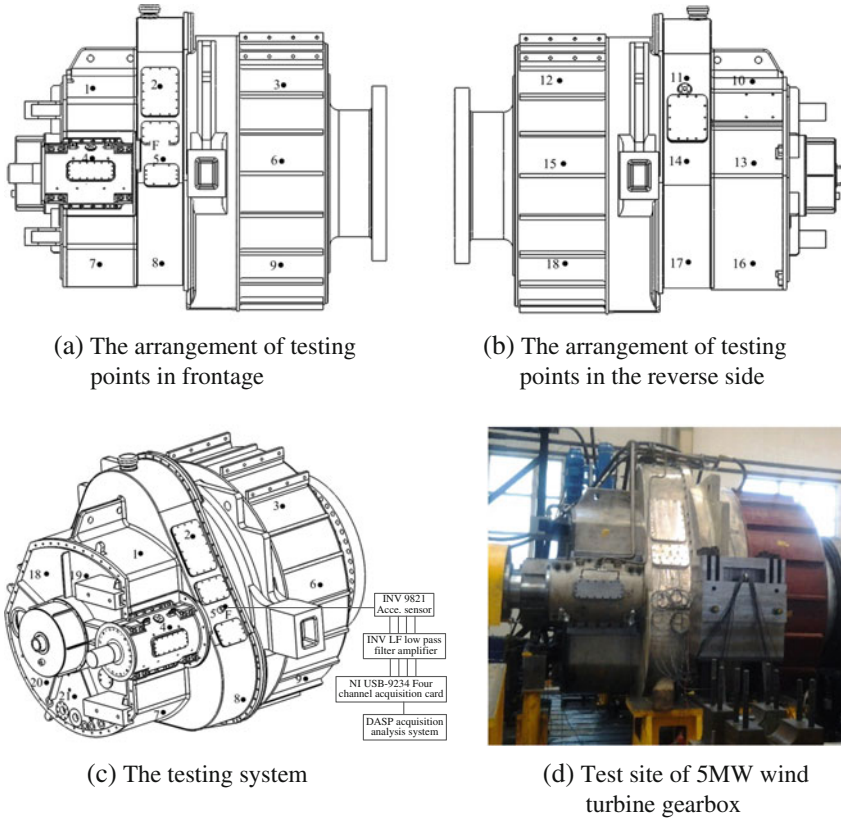 1
2
3
F
4
5
6
7
8
9
12
11
10
15
14
13
18
17
16
(a) The arrangement of testing
points in frontage
(b) The arrangement of testing
points in the reverse side
3
2
1
18
19
6
5
F
20
21
9
8
7
INV 9821
Acce. sensor
INV LF low pass
filter amplifier
NI USB-9234 Four
channel acquisition card
DASP acquisition
analysis system
(c) The testing system
(d) Test site of 5MW wind
turbine gearbox